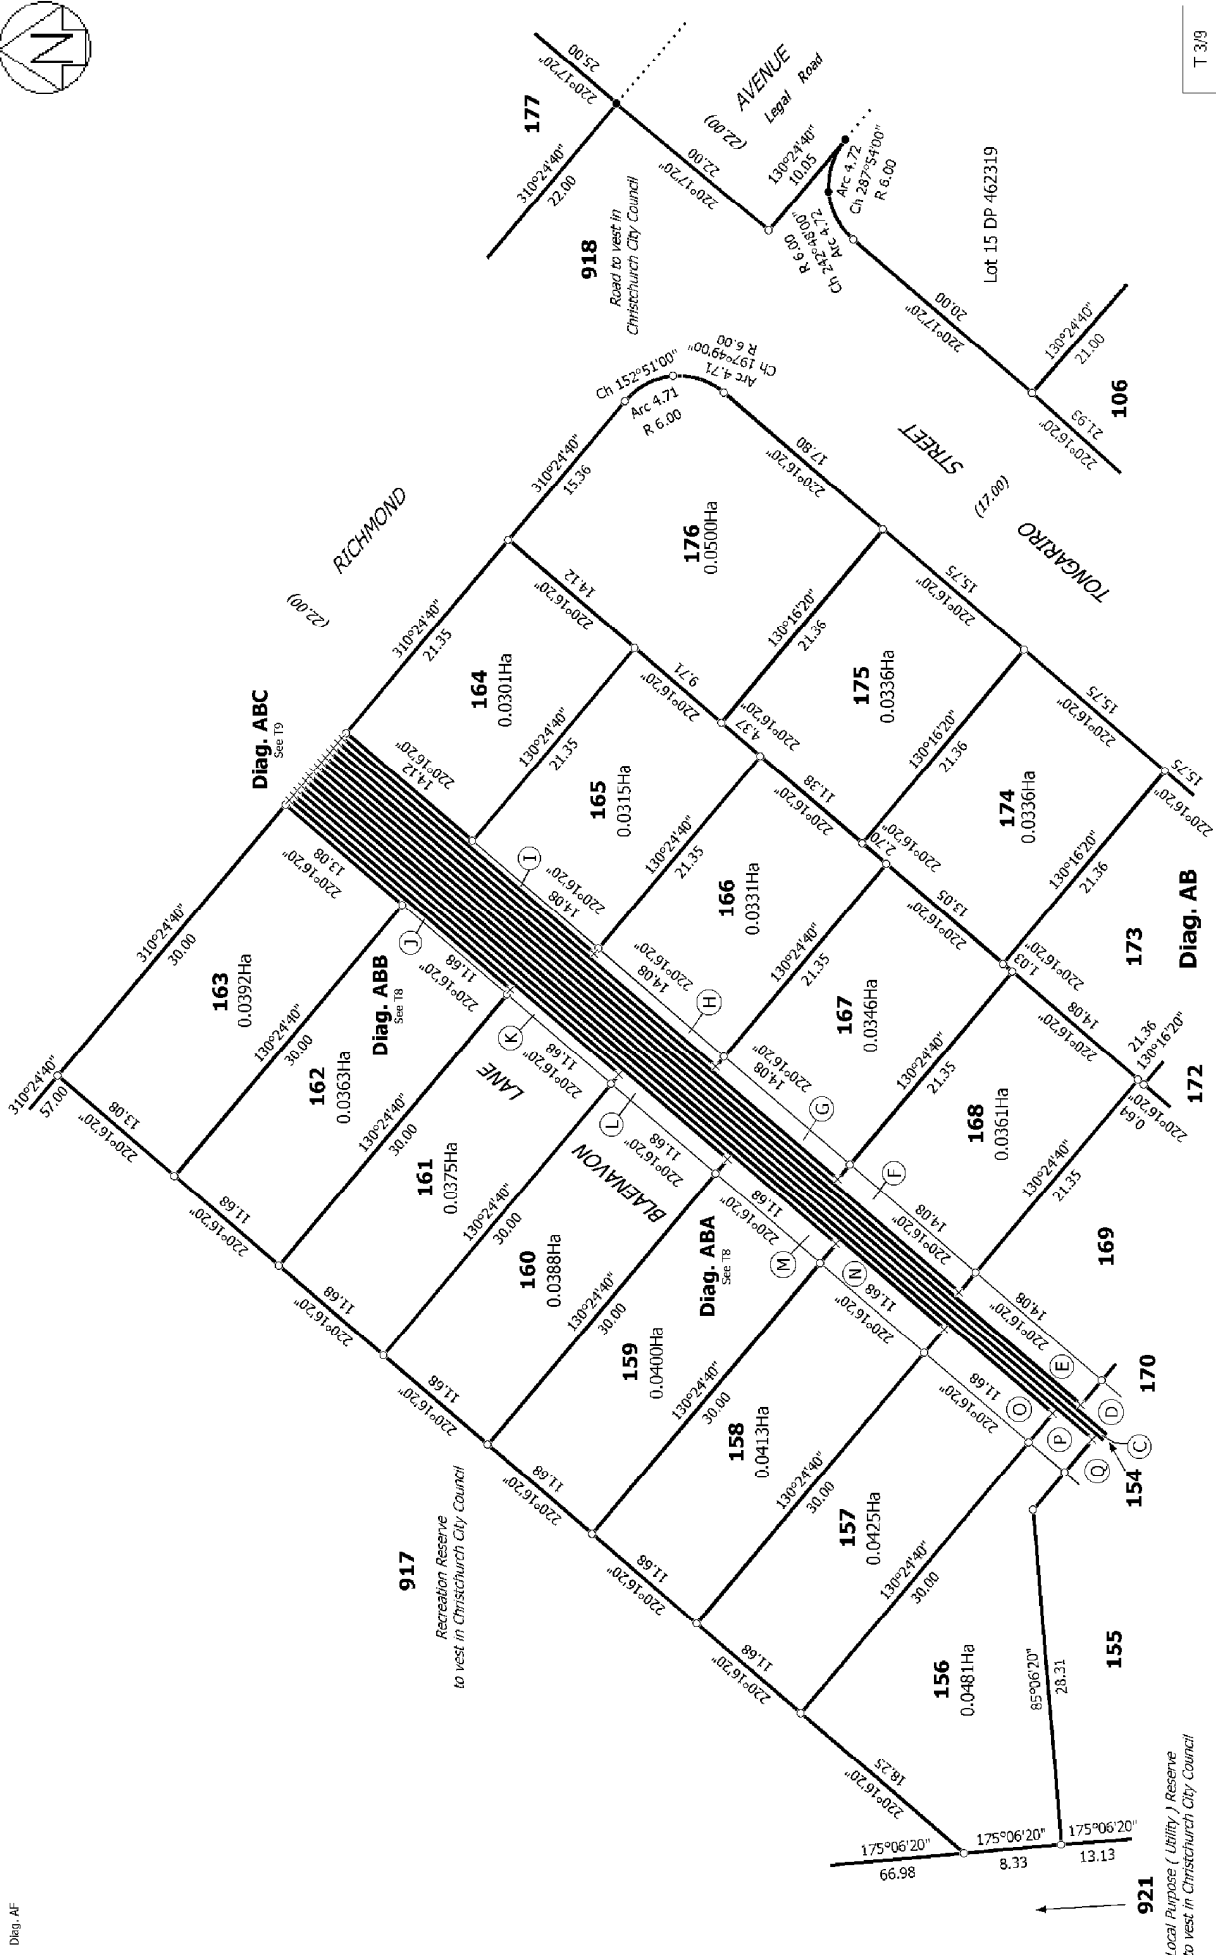 Diag. AF
N
T 3/9
177
310°24'40"
22.00
220°17'20"
25.00
918
Road to vest in
Christchurch City Council
220°17'20"
22.00
(22.00)
AVENUE
Legal Road
130°24'40"
10.05
Arc 4.72
Ch 287°54'00"
R 6.00
R 6.00
Ch 242°48'00"
Arc 4.72
Lot 15 DP 462319
220°17'20"
20.00
130°24'40"
21.00
106
220°16'20"
21.93
RICHMOND
(22.00)
STREET
(17.00)
TONGARIRO
Ch 152°51'00"
Arc 4.71
R 6.00
Arc 4.71
Ch 197°49'00"
R 6.00
310°24'40"
15.36
220°16'20"
17.80
176
0.0500Ha
220°16'20"
14.12
310°24'40"
21.35
164
0.0301Ha
220°16'20"
14.12
130°24'40"
21.35
220°16'20"
9.71
130°16'20"
21.36
220°16'20"
4.37
175
0.0336Ha
220°16'20"
15.75
165
0.0315Ha
220°16'20"
14.08
130°24'40"
21.35
220°16'20"
11.38
130°16'20"
21.36
220°16'20"
2.70
174
0.0336Ha
220°16'20"
15.75
166
0.0331Ha
220°16'20"
14.08
130°24'40"
21.35
220°16'20"
13.05
130°16'20"
21.36
220°16'20"
1.03
173
220°16'20"
15.75
Diag. AB
167
0.0346Ha
220°16'20"
14.08
130°24'40"
21.35
220°16'20"
14.08
21.36
130°16'20"
172
220°16'20"
0.64
168
0.0361Ha
220°16'20"
14.08
130°24'40"
21.35
169
220°16'20"
14.08
170
Diag. ABC
See T9
310°24'40"
30.00
310°24'40"
57.00
163
0.0392Ha
220°16'20"
13.08
220°16'20"
13.08
130°24'40"
30.00
162
0.0363Ha
Diag. ABB
See T8
220°16'20"
11.68
220°16'20"
11.68
130°24'40"
30.00
161
0.0375Ha
220°16'20"
11.68
220°16'20"
11.68
130°24'40"
30.00
LANE
BLAENAVON
160
0.0388Ha
220°16'20"
11.68
220°16'20"
11.68
130°24'40"
30.00
Diag. ABA
See T8
159
0.0400Ha
220°16'20"
11.68
220°16'20"
11.68
130°24'40"
30.00
158
0.0413Ha
220°16'20"
11.68
220°16'20"
11.68
130°24'40"
30.00
157
0.0425Ha
220°16'20"
11.68
220°16'20"
11.68
130°24'40"
30.00
156
0.0481Ha
220°16'20"
18.25
85°06'20"
28.31
155
154
I
J
K
H
L
G
F
M
N
E
O
D
P
C
Q
917
Recreation Reserve
to vest in Christchurch City Council
175°06'20"
66.98
175°06'20"
8.33
175°06'20"
13.13
921
Local Purpose ( Utility ) Reserve
to vest in Christchurch City Council